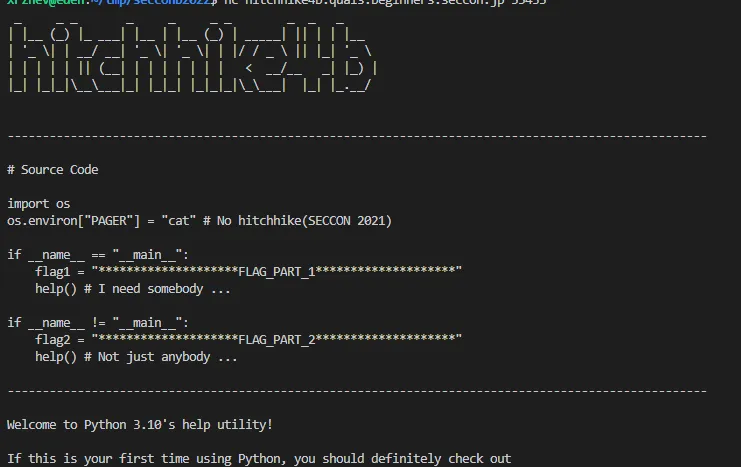 xrzhev@eden:~/tmp/secconb2022$ nc hitchhike4b.quals.beginners.seccon.jp 55433
hitchhike4b
----------------------------------------------------------------------------------------------------
# Source Code
import os
os.environ["PAGER"] = "cat" # No hitchhike(SECCON 2021)
if __name__ == "__main__":
    flag1 = "********************FLAG_PART_1********************"
    help() # I need somebody ...
if __name__ != "__main__":
    flag2 = "********************FLAG_PART_2********************"
    help() # Not just anybody ...
----------------------------------------------------------------------------------------------------
Welcome to Python 3.10's help utility!
If this is your first time using Python, you should definitely check out